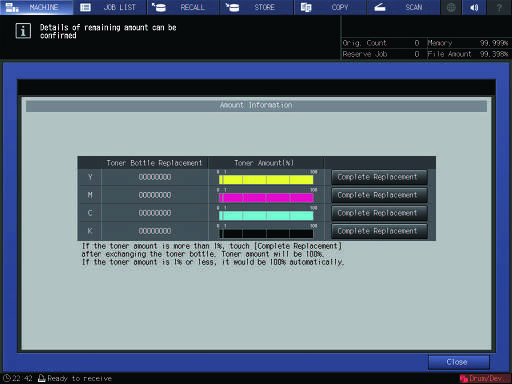 MACHINE JOB LIST RECALL STORE COPY SCAN ?
i Details of remaining amount can be
confirmed
Orig. Count 0 Memory 99.999%
Reserve Job 0 File Amount 99.398%
Amount Information
Toner Bottle Replacement Toner Amount(%)
Y 00000000 0 1 100 Complete Replacement
M 00000000 0 1 100 Complete Replacement
C 00000000 0 1 100 Complete Replacement
K 00000000 0 1 100 Complete Replacement
If the toner amount is more than 1%, touch [Complete Replacement]
after exchanging the toner bottle. Toner amount will be 100%.
If the toner amount is 1% or less, it would be 100% automatically.
Close
22:42 Ready to receive Drum/Dev.